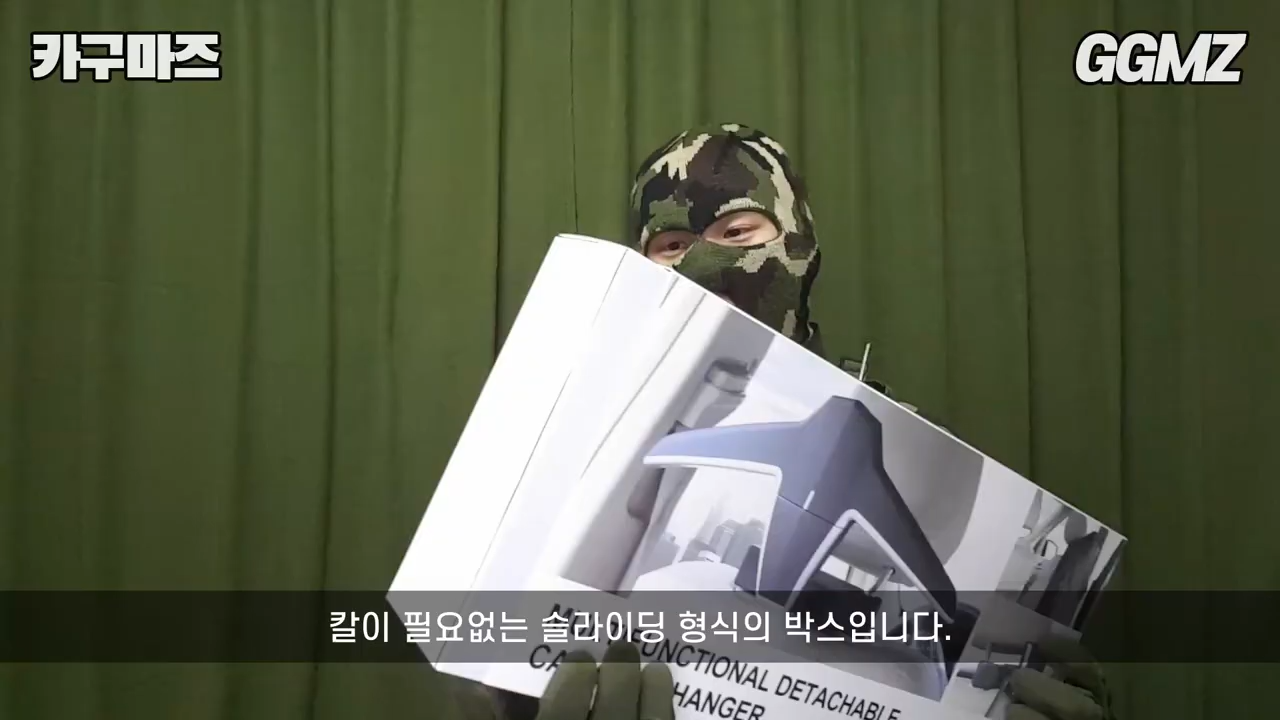 카구마즈
GGMZ
칼이 필요없는 슬라이딩 형식의 박스입니다.
FUNCTIONAL DETACHABLE
CA HANGER